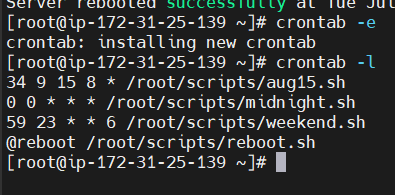 Server rebooted successfully at Tue Jul
[root@ip-172-31-25-139 ~]# crontab -e
crontab: installing new crontab
[root@ip-172-31-25-139 ~]# crontab -l
34 9 15 8 * /root/scripts/aug15.sh
0 0 * * * /root/scripts/midnight.sh
59 23 * * 6 /root/scripts/weekend.sh
@reboot /root/scripts/reboot.sh
[root@ip-172-31-25-139 ~]#